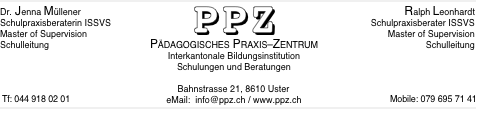 Dr. Jenna Müllener
Schulpraxisberaterin ISSVS
Master of Supervision
Schulleitung
Tf: 044 918 02 01
PPZ
PÄDAGOGISCHES PRAXIS–ZENTRUM
Interkantonale Bildungsinstitution
Schulungen und Beratungen
Bahnstrasse 21, 8610 Uster
eMail: info@ppz.ch / www.ppz.ch
Ralph Leonhardt
Schulpraxisberater ISSVS
Master of Supervision
Schulleitung
Mobile: 079 695 71 41